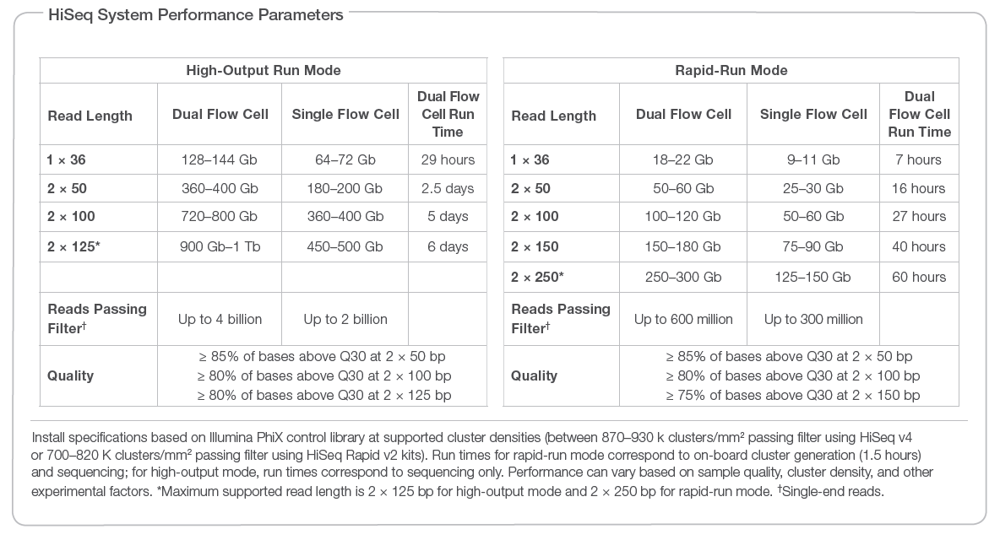 HiSeq System Performance Parameters
High-Output Run Mode
Read Length Dual Flow Cell Single Flow Cell Dual Flow Cell Run Time
1 × 36 128–144 Gb 64–72 Gb 29 hours
2 × 50 360–400 Gb 180–200 Gb 2.5 days
2 × 100 720–800 Gb 360–400 Gb 5 days
2 × 125* 900 Gb–1 Tb 450–500 Gb 6 days
Reads Passing Filter† Up to 4 billion Up to 2 billion
Quality
≥ 85% of bases above Q30 at 2 × 50 bp
≥ 80% of bases above Q30 at 2 × 100 bp
≥ 80% of bases above Q30 at 2 × 125 bp
Rapid-Run Mode
Read Length Dual Flow Cell Single Flow Cell Dual Flow Cell Run Time
1 × 36 18–22 Gb 9–11 Gb 7 hours
2 × 50 50–60 Gb 25–30 Gb 16 hours
2 × 100 100–120 Gb 50–60 Gb 27 hours
2 × 150 150–180 Gb 75–90 Gb 40 hours
2 × 250* 250–300 Gb 125–150 Gb 60 hours
Reads Passing Filter† Up to 600 million Up to 300 million
Quality
≥ 85% of bases above Q30 at 2 × 50 bp
≥ 80% of bases above Q30 at 2 × 100 bp
≥ 75% of bases above Q30 at 2 × 150 bp
Install specifications based on Illumina PhiX control library at supported cluster densities (between 870–930 k clusters/mm² passing filter using HiSeq v4
or 700–820 K clusters/mm² passing filter using HiSeq Rapid v2 kits). Run times for rapid-run mode correspond to on-board cluster generation (1.5 hours)
and sequencing; for high-output mode, run times correspond to sequencing only. Performance can vary based on sample quality, cluster density, and other
experimental factors. *Maximum supported read length is 2 × 125 bp for high-output mode and 2 × 250 bp for rapid-run mode. †Single-end reads.